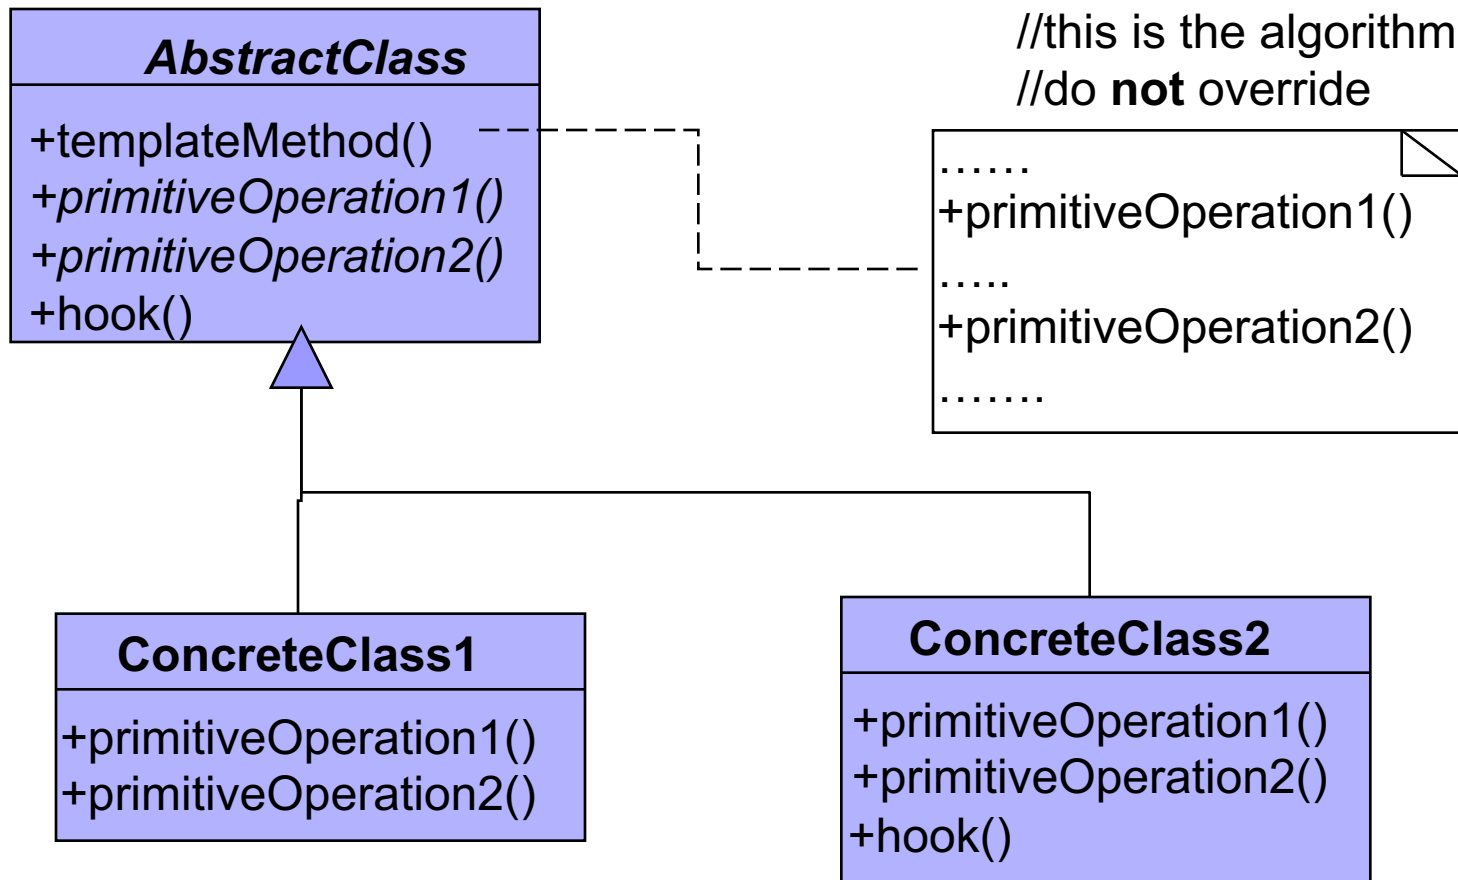 AbstractClass
+templateMethod()
+primitiveOperation1()
+primitiveOperation2()
+hook()
//this is the algorithm
//do not override
……
+primitiveOperation1()
…..
+primitiveOperation2()
…….
ConcreteClass1
+primitiveOperation1()
+primitiveOperation2()
ConcreteClass2
+primitiveOperation1()
+primitiveOperation2()
+hook()